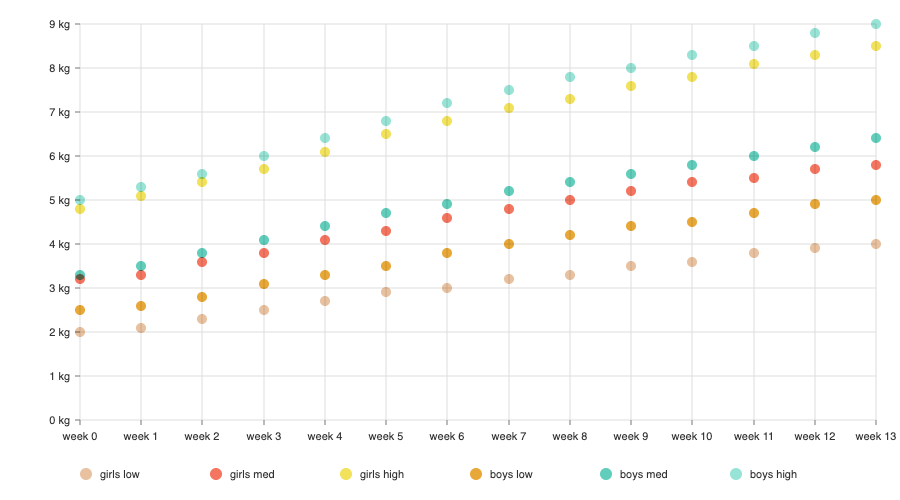 9 kg
8 kg
7 kg
6 kg
5 kg
4 kg
3 kg
2 kg
1 kg
0 kg
week 0 week 1 week 2 week 3 week 4 week 5 week 6 week 7 week 8 week 9 week 10 week 11 week 12 week 13
girls low girls med girls high boys low boys med boys high